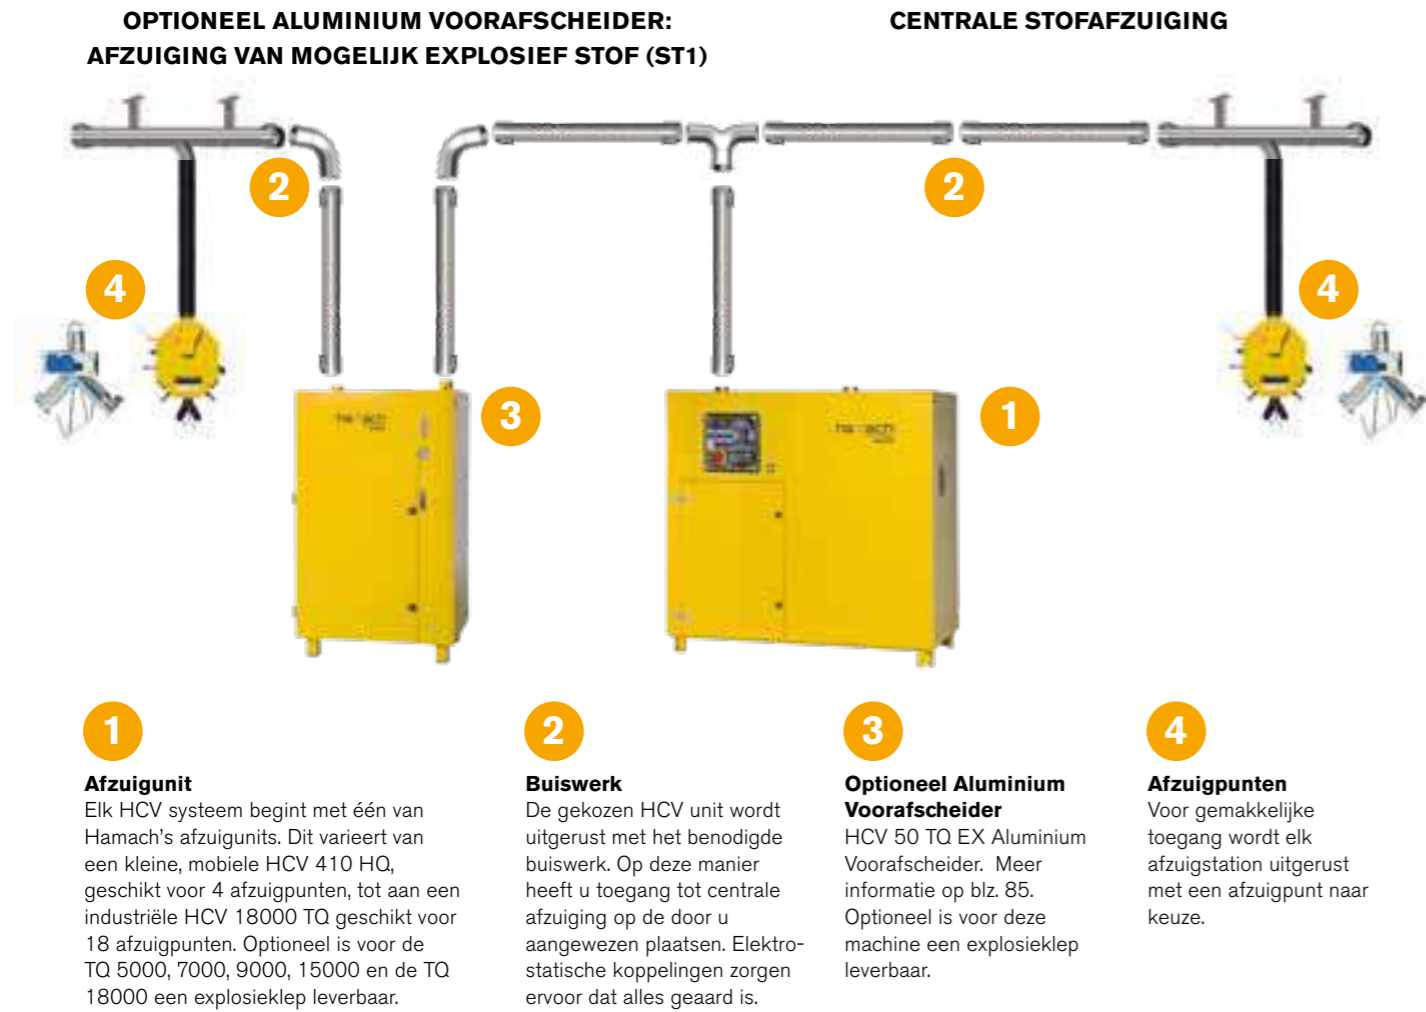 OPTIONEEL ALUMINIUM VOORAFSCHEIDER:
AFZUIGING VAN MOGELIJK EXPLOSIEF STOF (ST1)
CENTRALE STOFAFZUIGING
2
2
4
4
3
1
1
Afzuigunit
Elk HCV systeem begint met één van
Hamach's afzuigunits. Dit varieert van
een kleine, mobiele HCV 410 HQ,
geschikt voor 4 afzuigpunten, tot aan een
industriële HCV 18000 TQ geschikt voor
18 afzuigpunten. Optioneel is voor de
TQ 5000, 7000, 9000, 15000 en de TQ
18000 een explosieklep leverbaar.
2
Buiswerk
De gekozen HCV unit wordt
uitgerust met het benodigde
buiswerk. Op deze manier
heeft u toegang tot centrale
afzuiging op de door u
aangewezen plaatsen. Elektro-
statische koppelingen zorgen
ervoor dat alles geaard is.
3
Optioneel Aluminium
Voorafscheider
HCV 50 TQ EX Aluminium
Voorafscheider. Meer
informatie op blz. 85.
Optioneel is voor deze
machine een explosieklep
leverbaar.
4
Afzuigpunten
Voor gemakkelijke
toegang wordt elk
afzuigstation uitgerust
met een afzuigpunt naar
keuze.